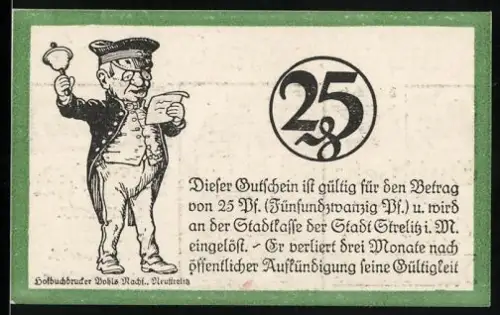 25 ₰
Dieser Gutschein ist gültig für den Betrag
von 25 Pf. (Fünfundzwanzig Pf.) u. wird
an der Stadtkasse der Stadt Strelitz i. M.
eingelöst. - Er verliert drei Monate nach
öffentlicher Aufkündigung seine Gültigkeit
Hofbuchdrucker Bohls Nachf., Neustrelitz